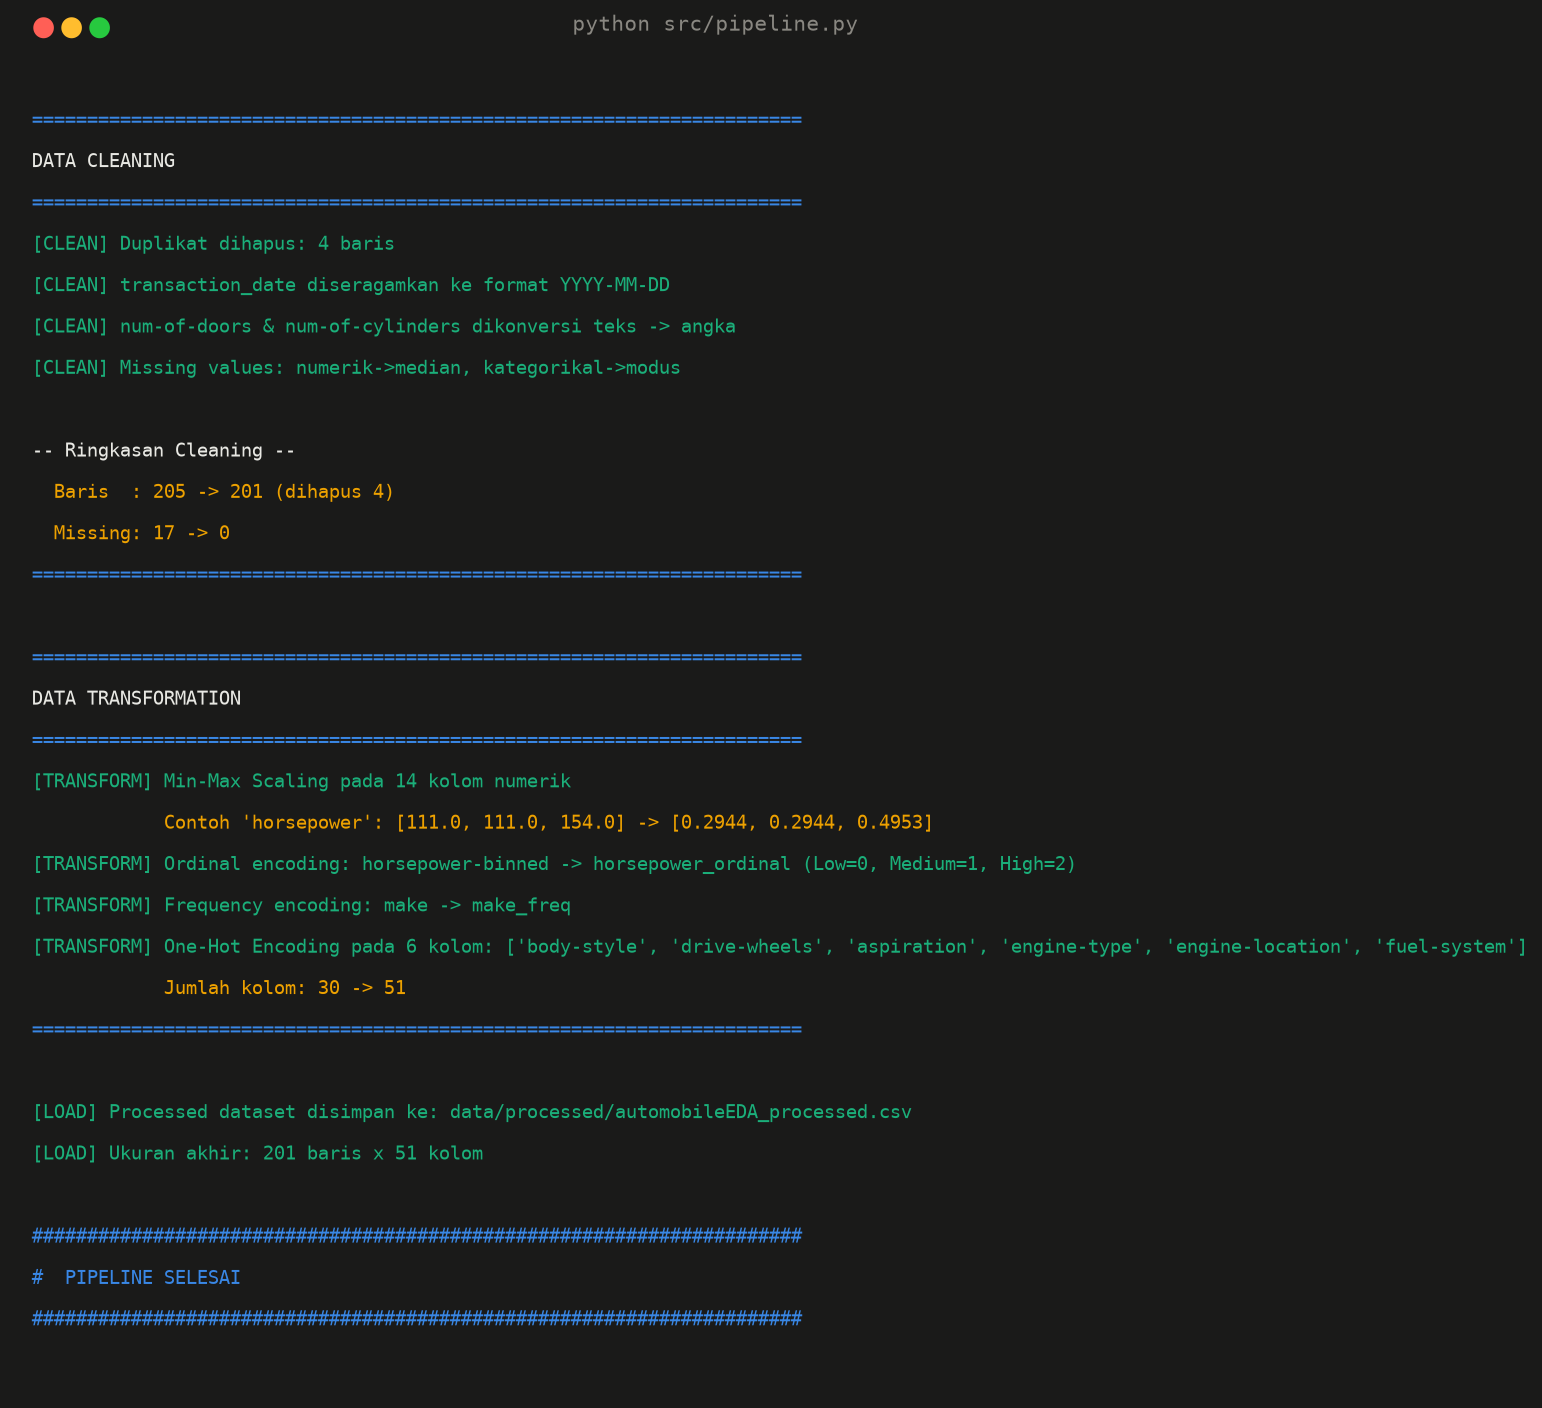 python src/pipeline.py
======================================================================
DATA CLEANING
======================================================================
[CLEAN] Duplikat dihapus: 4 baris
[CLEAN] transaction_date diseragamkan ke format YYYY-MM-DD
[CLEAN] num-of-doors & num-of-cylinders dikonversi teks -> angka
[CLEAN] Missing values: numerik->median, kategorikal->modus
-- Ringkasan Cleaning --
  Baris  : 205 -> 201 (dihapus 4)
  Missing: 17 -> 0
======================================================================
======================================================================
DATA TRANSFORMATION
======================================================================
[TRANSFORM] Min-Max Scaling pada 14 kolom numerik
            Contoh 'horsepower': [111.0, 111.0, 154.0] -> [0.2944, 0.2944, 0.4953]
[TRANSFORM] Ordinal encoding: horsepower-binned -> horsepower_ordinal (Low=0, Medium=1, High=2)
[TRANSFORM] Frequency encoding: make -> make_freq
[TRANSFORM] One-Hot Encoding pada 6 kolom: ['body-style', 'drive-wheels', 'aspiration', 'engine-type', 'engine-location', 'fuel-system']
            Jumlah kolom: 30 -> 51
======================================================================
[LOAD] Processed dataset disimpan ke: data/processed/automobileEDA_processed.csv
[LOAD] Ukuran akhir: 201 baris x 51 kolom
######################################################################
#  PIPELINE SELESAI
######################################################################